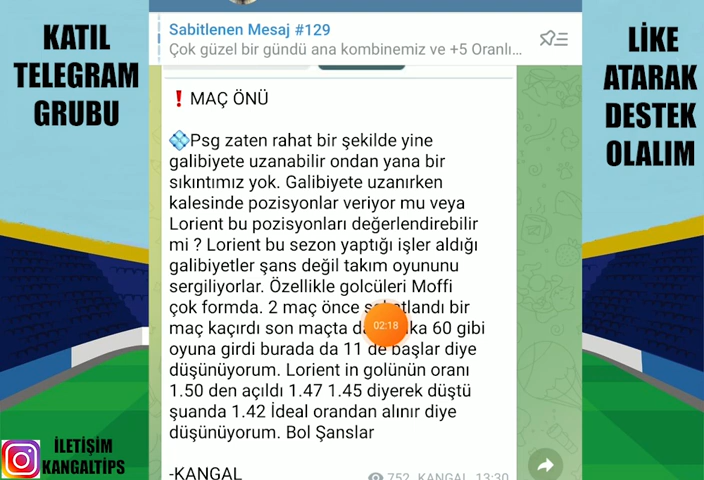 KATIL
TELEGRAM
GRUBU
LİKE
ATARAK
DESTEK
OLALIM
Sabitlenen Mesaj #129
Çok güzel bir gündü ana kombinemiz ve +5 Oranlı...
❗MAÇ ÖNÜ
💠Psg zaten rahat bir şekilde yine
galibiyete uzanabilir ondan yana bir
sıkıntımız yok. Galibiyete uzanırken
kalesinde pozisyonlar veriyor mu veya
Lorient bu pozisyonları değerlendirebilir
mi ? Lorient bu sezon yaptığı işler aldığı
galibiyetler şans değil takım oyununu
sergiliyorlar. Özellikle golcüleri Moffi
çok formda. 2 maç önce bir
maç kaçırdı son maçta 60 gibi
oyuna girdi burada da 11 de başlar diye
düşünüyorum. Lorient in golünün oranı
1.50 den açıldı 1.47 1.45 diyerek düştü
şuanda 1.42 İdeal orandan alınır diye
düşünüyorum. Bol Şanslar
02:18
-KANGAL
752 KANGAL 13:30
İLETİŞİM
KANGALTİPS